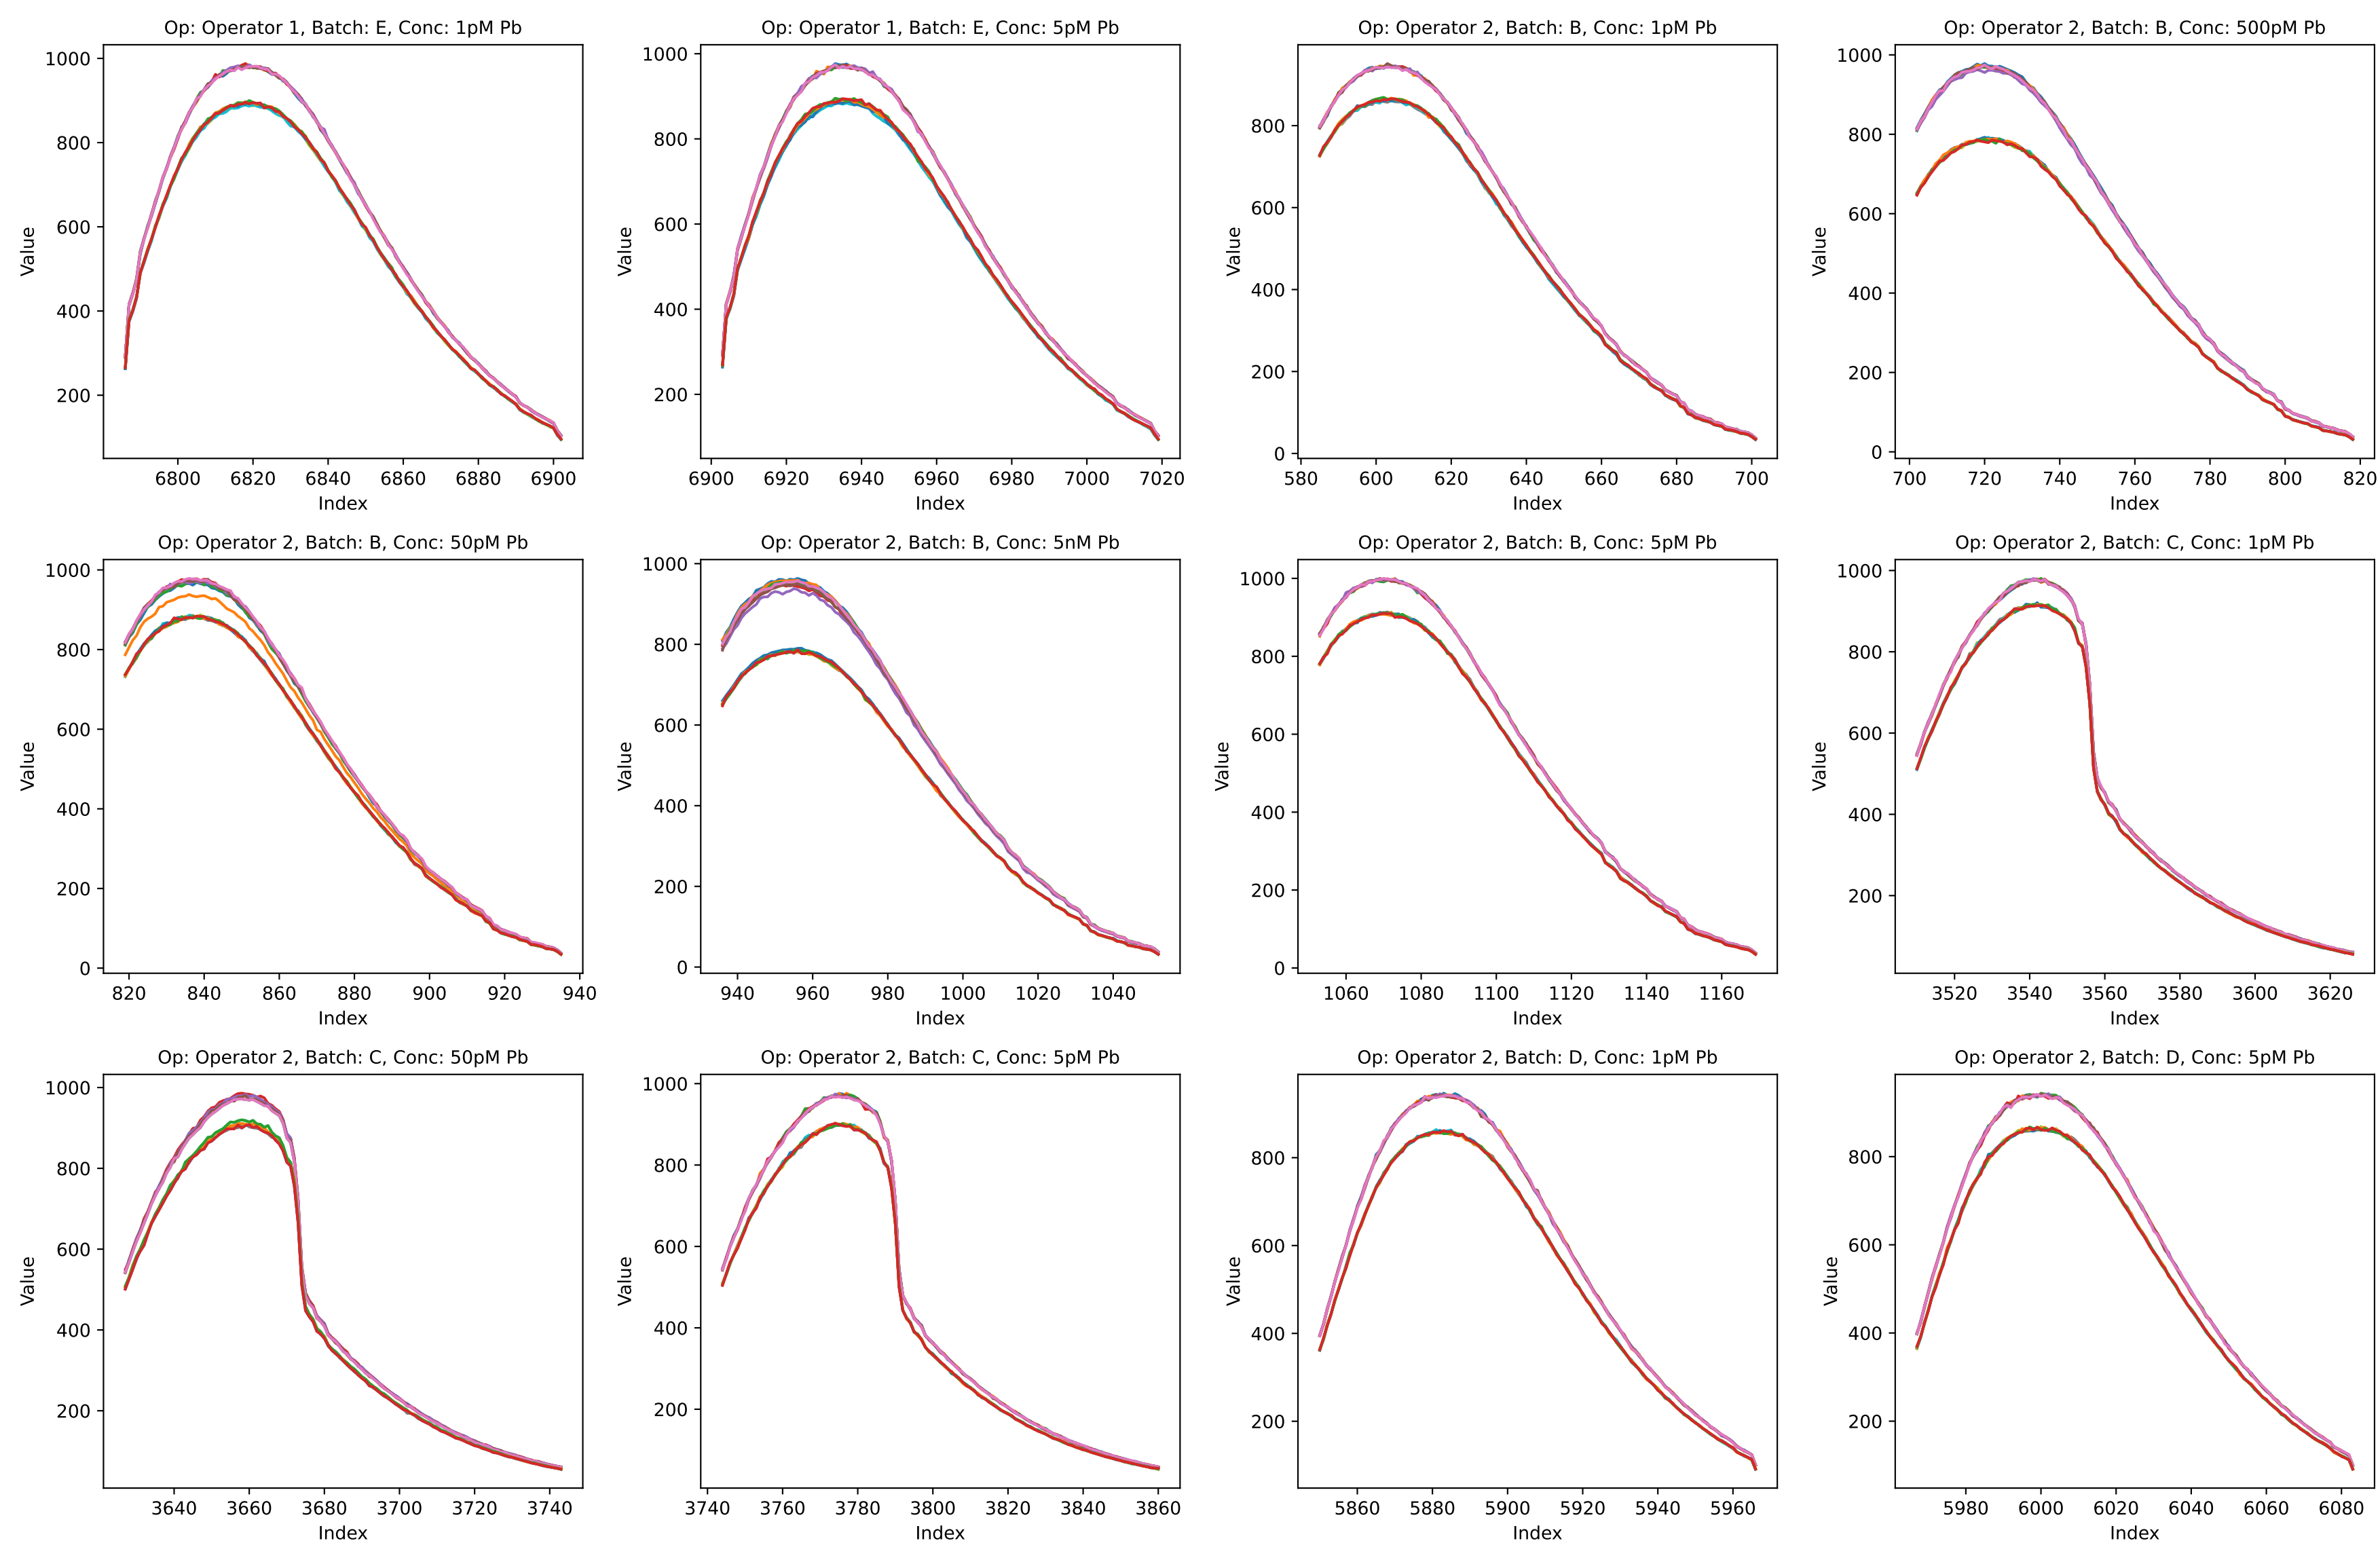 Op: Operator 1, Batch: E, Conc: 1pM Pb
1000
800
600
400
200
Value
6800 6820 6840 6860 6880 6900
Index
Op: Operator 1, Batch: E, Conc: 5pM Pb
1000
800
600
400
200
Value
6900 6920 6940 6960 6980 7000 7020
Index
Op: Operator 2, Batch: B, Conc: 1pM Pb
800
600
400
200
0
Value
580 600 620 640 660 680 700
Index
Op: Operator 2, Batch: B, Conc: 500pM Pb
1000
800
600
400
200
0
Value
700 720 740 760 780 800 820
Index
Op: Operator 2, Batch: B, Conc: 50pM Pb
1000
800
600
400
200
0
Value
820 840 860 880 900 920 940
Index
Op: Operator 2, Batch: B, Conc: 5nM Pb
1000
800
600
400
200
0
Value
940 960 980 1000 1020 1040
Index
Op: Operator 2, Batch: B, Conc: 5pM Pb
1000
800
600
400
200
0
Value
1060 1080 1100 1120 1140 1160
Index
Op: Operator 2, Batch: C, Conc: 1pM Pb
1000
800
600
400
200
Value
3520 3540 3560 3580 3600 3620
Index
Op: Operator 2, Batch: C, Conc: 50pM Pb
1000
800
600
400
200
Value
3640 3660 3680 3700 3720 3740
Index
Op: Operator 2, Batch: C, Conc: 5pM Pb
1000
800
600
400
200
Value
3740 3760 3780 3800 3820 3840 3860
Index
Op: Operator 2, Batch: D, Conc: 1pM Pb
800
600
400
200
Value
5860 5880 5900 5920 5940 5960
Index
Op: Operator 2, Batch: D, Conc: 5pM Pb
800
600
400
200
Value
5980 6000 6020 6040 6060 6080
Index